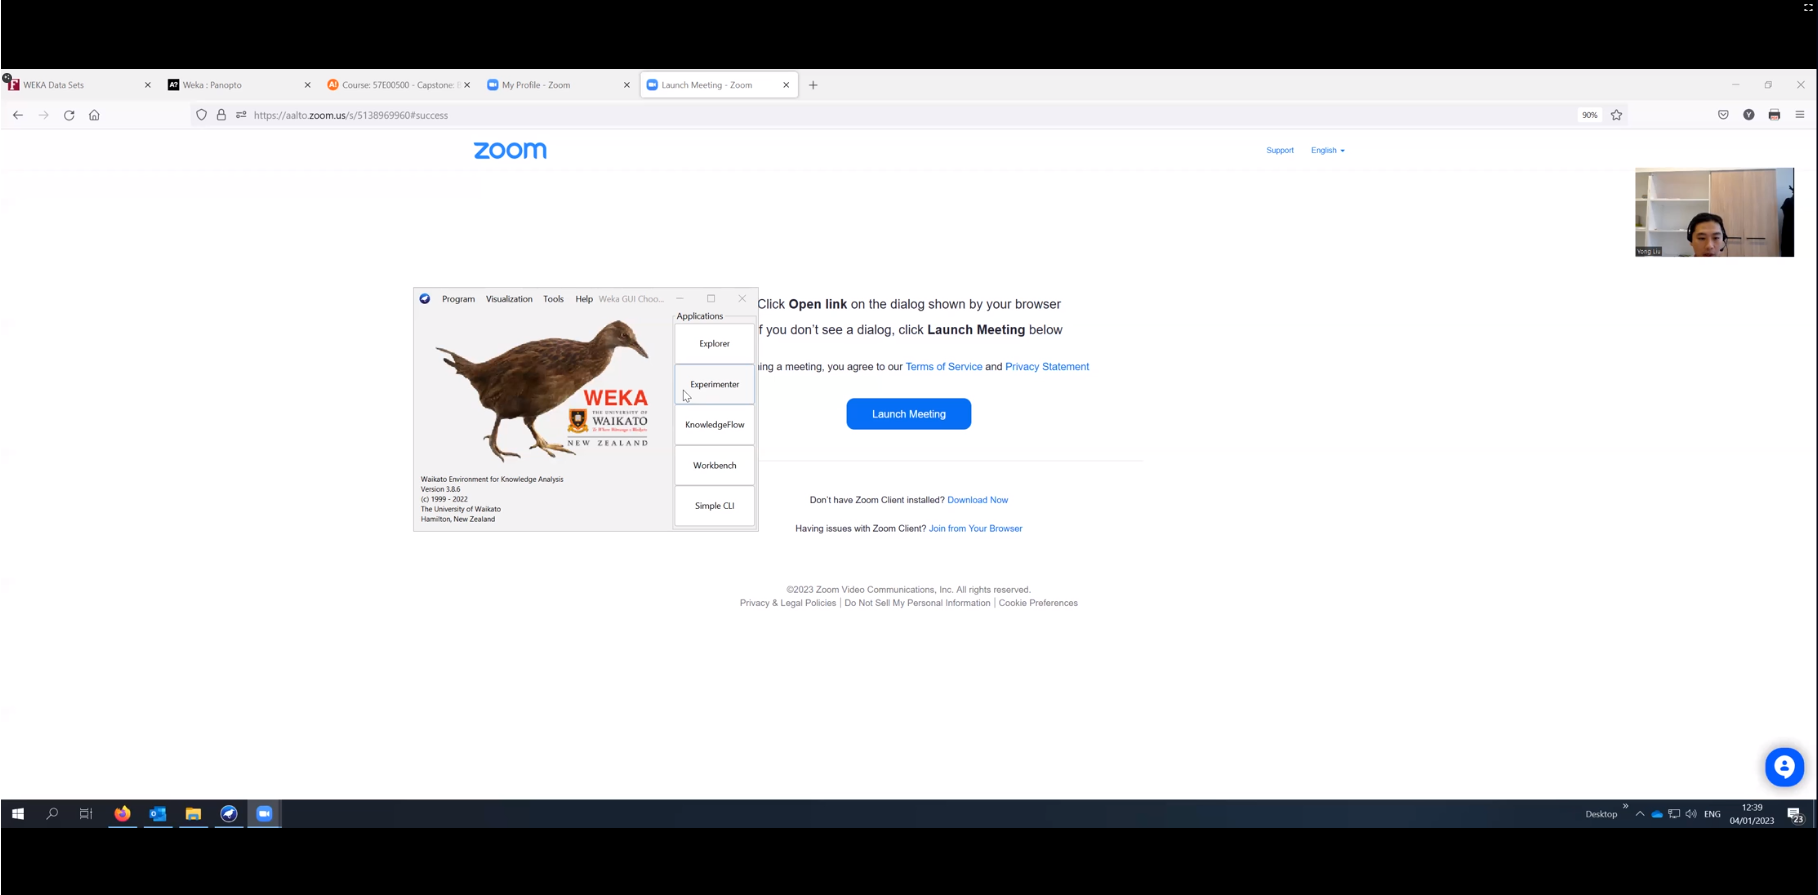 WEKA Data Sets
Weka : Panopto
Course: 57E00500 - Capstone: I
My Profile - Zoom
Launch Meeting - Zoom
https://aalto.zoom.us/s/5138969960#success
90%
zoom
Support
English
Yong Liu
Program Visualization Tools Help Weka GUI Choo...
Click Open link on the dialog shown by your browser
Applications
Explorer
f you don't see a dialog, click Launch Meeting below
ing a meeting, you agree to our Terms of Service and Privacy Statement
Experimenter
WEKA
THE UNIVERSITY OF
WAIKATO
NEW ZEALAND
Launch Meeting
KnowledgeFlow
Workbench
Simple CLI
Waikato Environment for Knowledge Analysis
Version 3.8.6
(c) 1999 - 2022
The University of Waikato
Hamilton, New Zealand
Don't have Zoom Client installed? Download Now
Having issues with Zoom Client? Join from Your Browser
©2023 Zoom Video Communications, Inc. All rights reserved.
Privacy & Legal Policies | Do Not Sell My Personal Information | Cookie Preferences
Desktop
ENG
12:39
04/01/2023
23